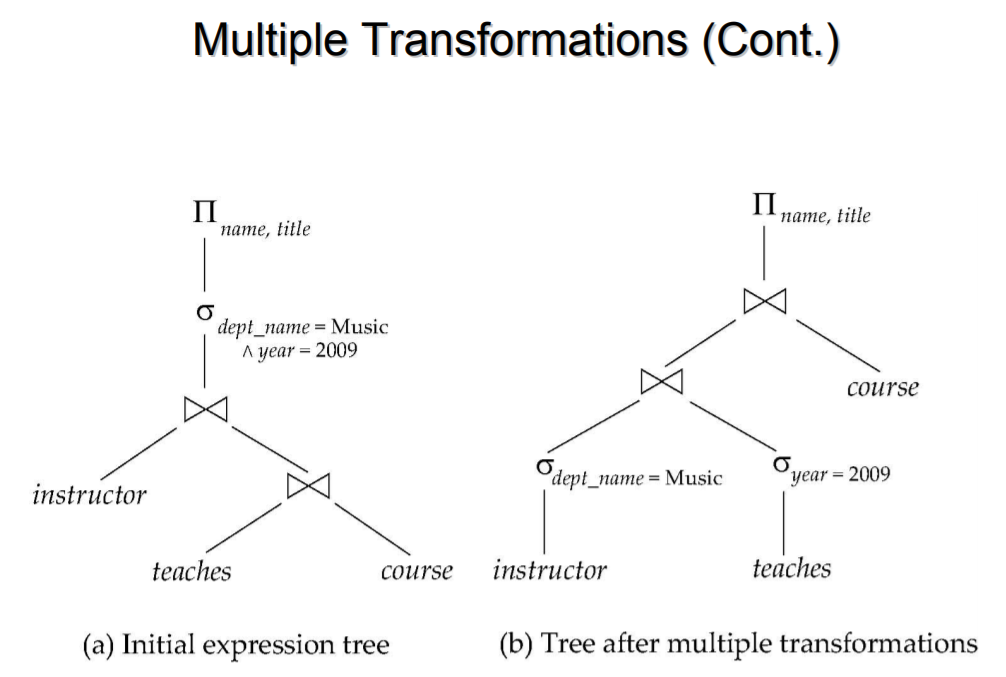 Multiple Transformations (Cont.)
Π name, title
σ dept_name = Music
∧ year = 2009
⋈
instructor
⋈
teaches
course
(a) Initial expression tree
Π name, title
⋈
⋈
course
σ dept_name = Music
σ year = 2009
instructor
teaches
(b) Tree after multiple transformations